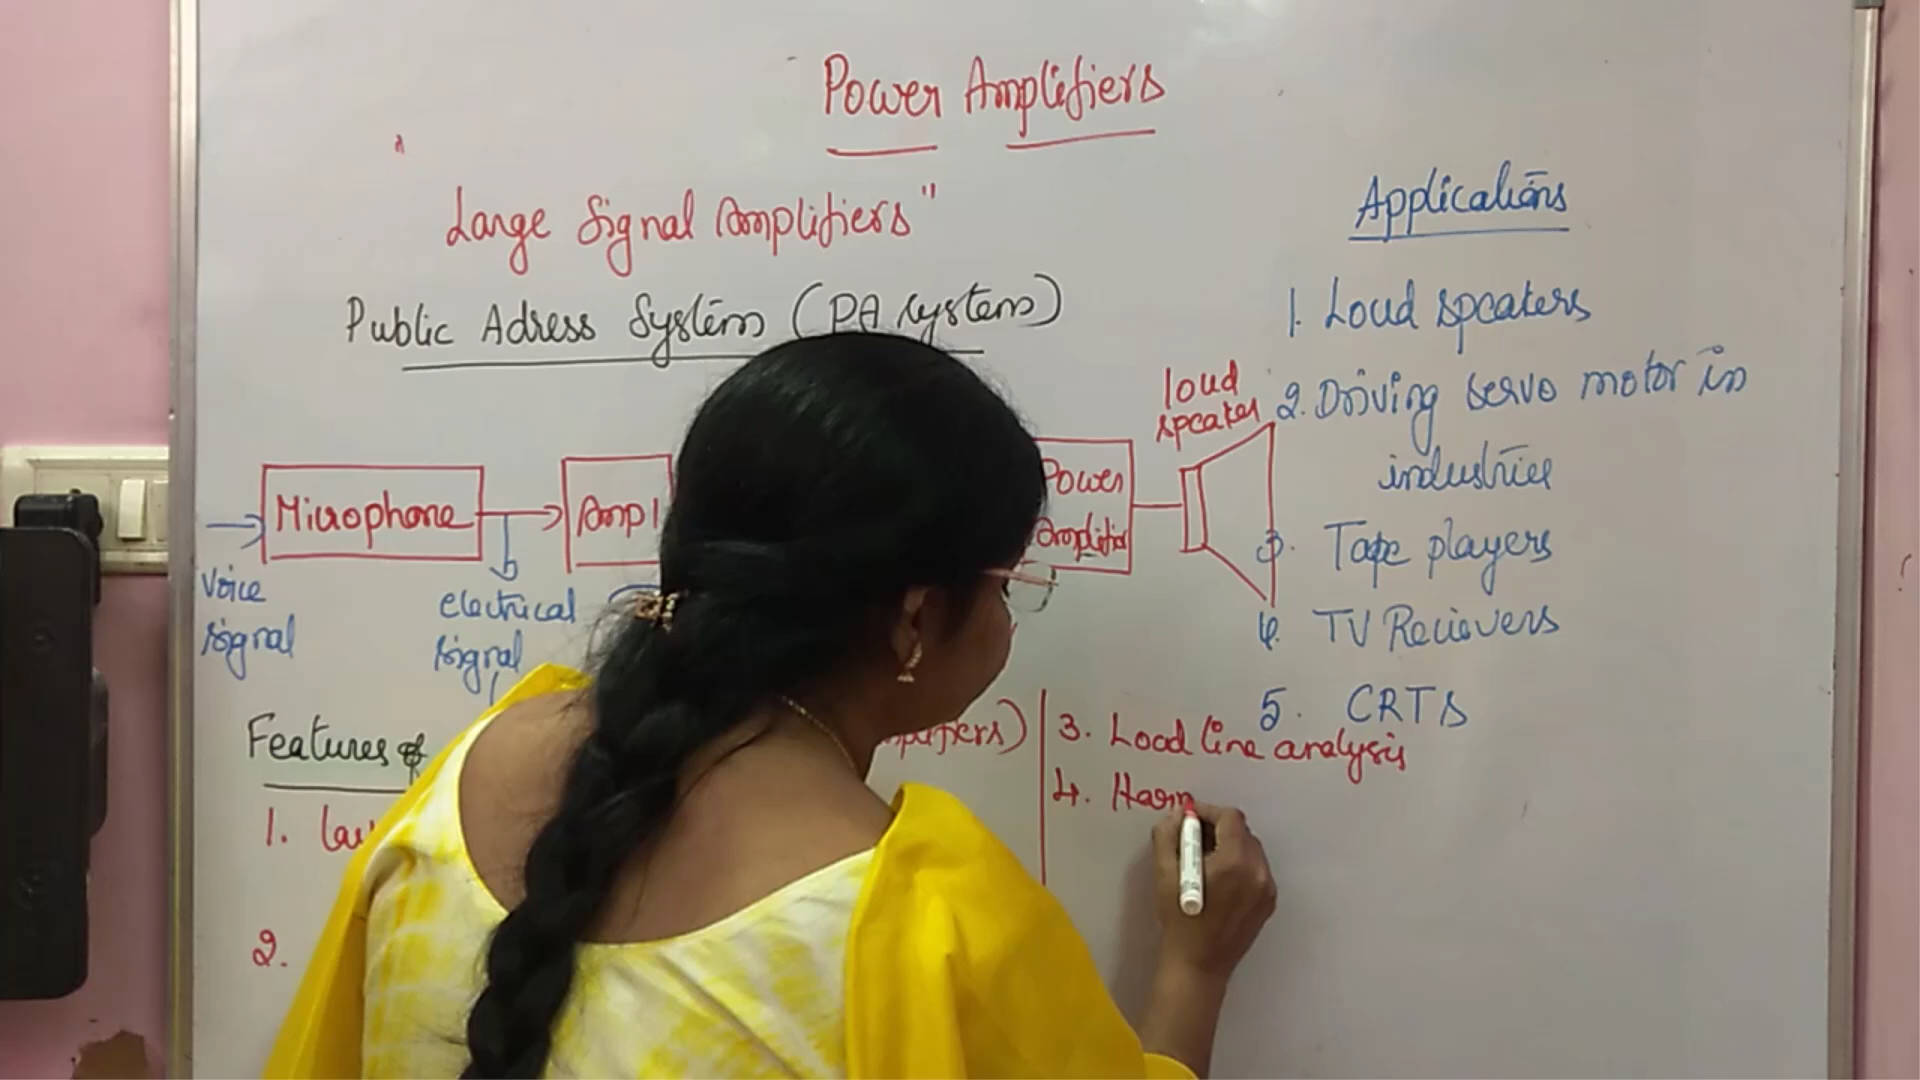 Power Amplifiers
"Large Signal Amplifiers"
Public Adress System (PA system)
Microphone
Ampl
Power
Amplifier
loud
speaker
voice
signal
electrical
signal
Features of
1.
2.
3. Load line analysis
4. Harm
Applications
1. Loud speakers
2. Driving servo motor in
industries
3. Tape players
4. TV Recievers
5. CRTs